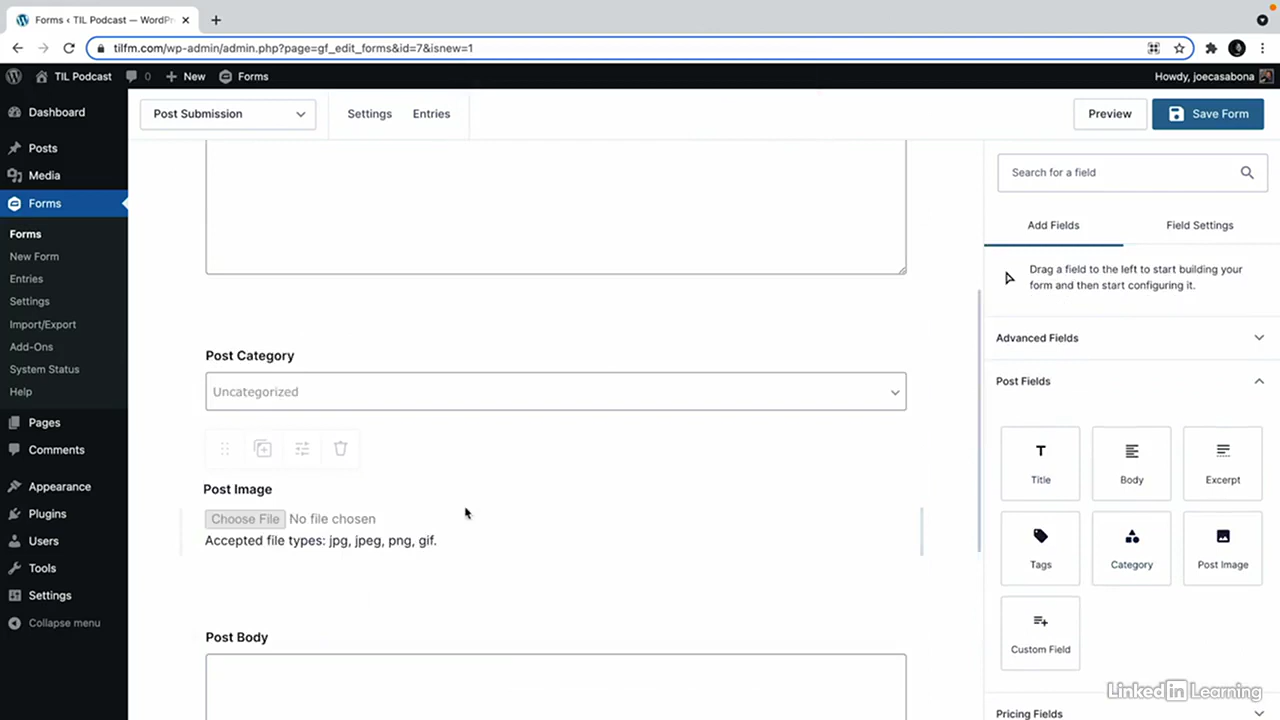 Forms ‹ TIL Podcast — WordPr
tilfm.com/wp-admin/admin.php?page=gf_edit_forms&id=7&isnew=1
TIL Podcast
0
New
Forms
Howdy, joecasabona
Dashboard
Posts
Media
Forms
Forms
New Form
Entries
Settings
Import/Export
Add-Ons
System Status
Help
Pages
Comments
Appearance
Plugins
Users
Tools
Settings
Collapse menu
Post Submission
Settings
Entries
Preview
Save Form
Post Category
Uncategorized
Post Image
Choose File No file chosen
Accepted file types: jpg, jpeg, png, gif.
Post Body
Search for a field
Add Fields
Field Settings
Drag a field to the left to start building your
form and then start configuring it.
Advanced Fields
Post Fields
Title
Body
Excerpt
Tags
Category
Post Image
Custom Field
Pricing Fields
LinkedIn Learning